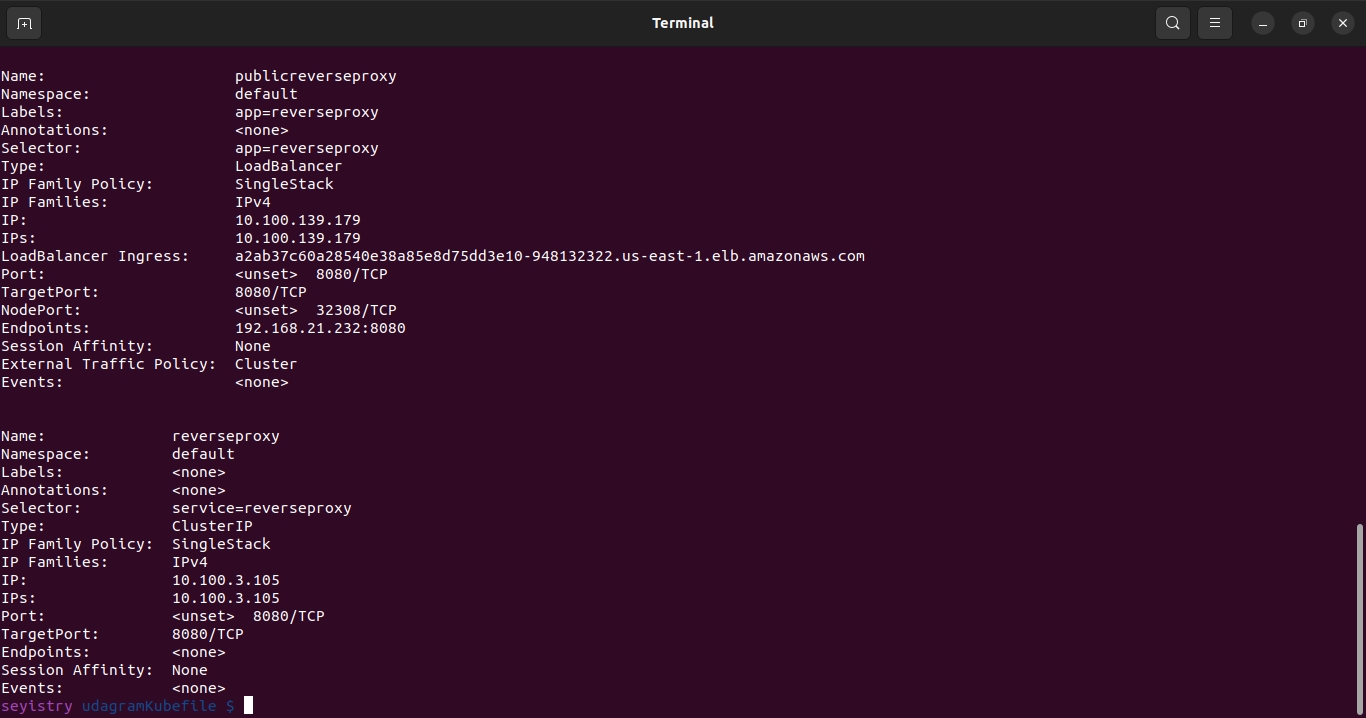 Terminal
Name:                     publicreverseproxy
Namespace:                default
Labels:                   app=reverseproxy
Annotations:              <none>
Selector:                 app=reverseproxy
Type:                     LoadBalancer
IP Family Policy:         SingleStack
IP Families:              IPv4
IP:                       10.100.139.179
IPs:                      10.100.139.179
LoadBalancer Ingress:     a2ab37c60a28540e38a85e8d75dd3e10-948132322.us-east-1.elb.amazonaws.com
Port:                     <unset>  8080/TCP
TargetPort:               8080/TCP
NodePort:                 <unset>  32308/TCP
Endpoints:                192.168.21.232:8080
Session Affinity:         None
External Traffic Policy:  Cluster
Events:                   <none>
Name:              reverseproxy
Namespace:         default
Labels:            <none>
Annotations:       <none>
Selector:          service=reverseproxy
Type:              ClusterIP
IP Family Policy:  SingleStack
IP Families:       IPv4
IP:                10.100.3.105
IPs:               10.100.3.105
Port:              <unset>  8080/TCP
TargetPort:        8080/TCP
Endpoints:         <none>
Session Affinity:  None
Events:            <none>
seyistry udagramKubefile $